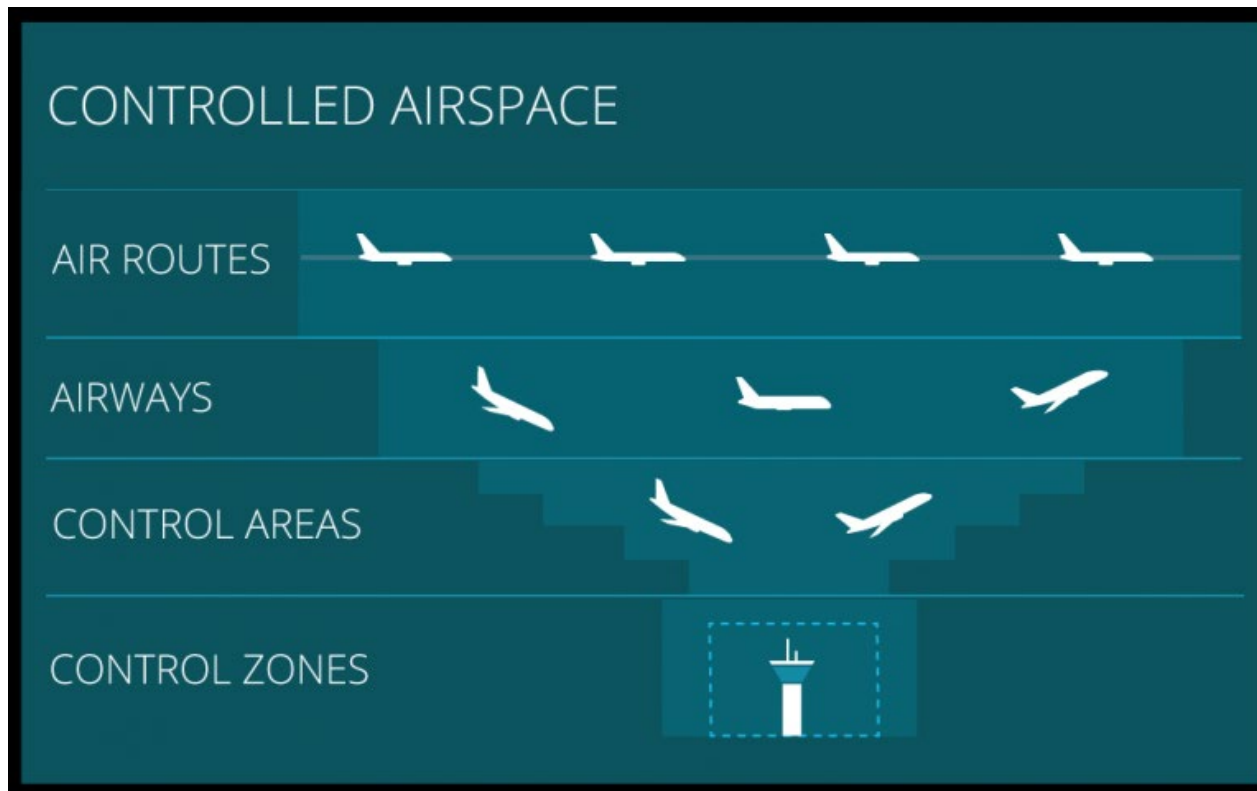 CONTROLLED AIRSPACE
AIR ROUTES
AIRWAYS
CONTROL AREAS
CONTROL ZONES